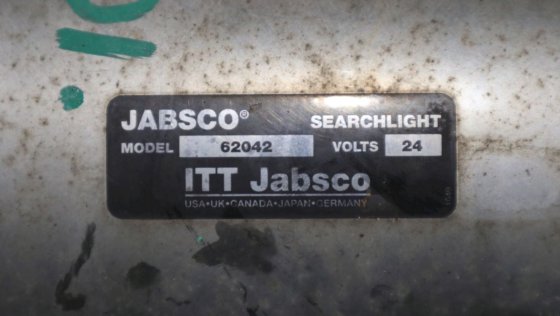 JABSCO® SEARCHLIGHT
MODEL 62042 VOLTS 24
ITT Jabsco
USA•UK•CANADA•JAPAN•GERMANY